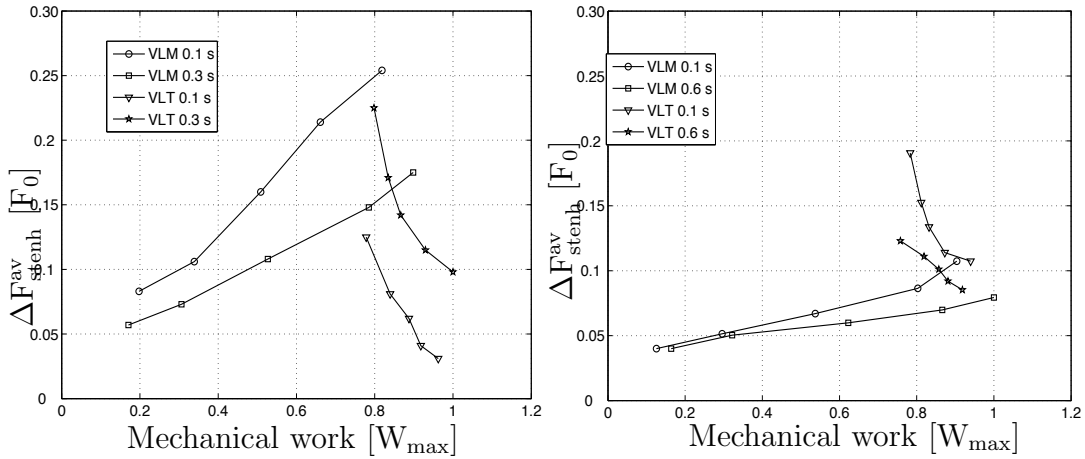 0.30
0.25
0.20
0.15
0.10
0.05
0
0
0.2
0.4
0.6
0.8
1
1.2
VLM 0.1 s
VLM 0.3 s
VLT 0.1 s
VLT 0.3 s
ΔF^av_stenh [F_0]
Mechanical work [W_max]
0.30
0.25
0.20
0.15
0.10
0.05
0
0
0.2
0.4
0.6
0.8
1
1.2
VLM 0.1 s
VLM 0.6 s
VLT 0.1 s
VLT 0.6 s
ΔF^av_stenh [F_0]
Mechanical work [W_max]